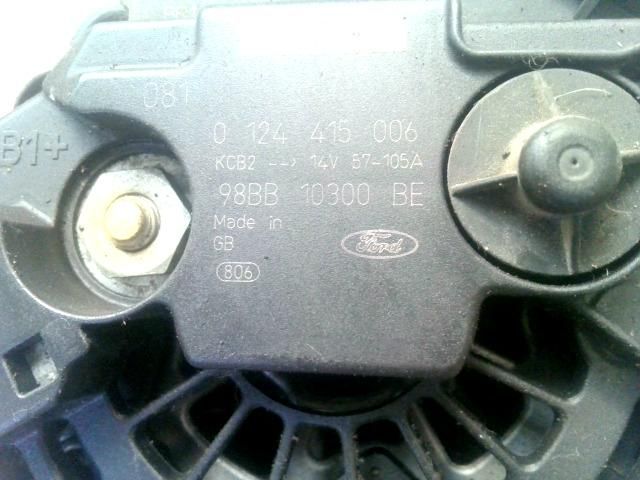 081
0 124 415 006
B1+
KCB2 --> 14V 57-105A
98BB 10300 BE
Made in
GB
Ford
806